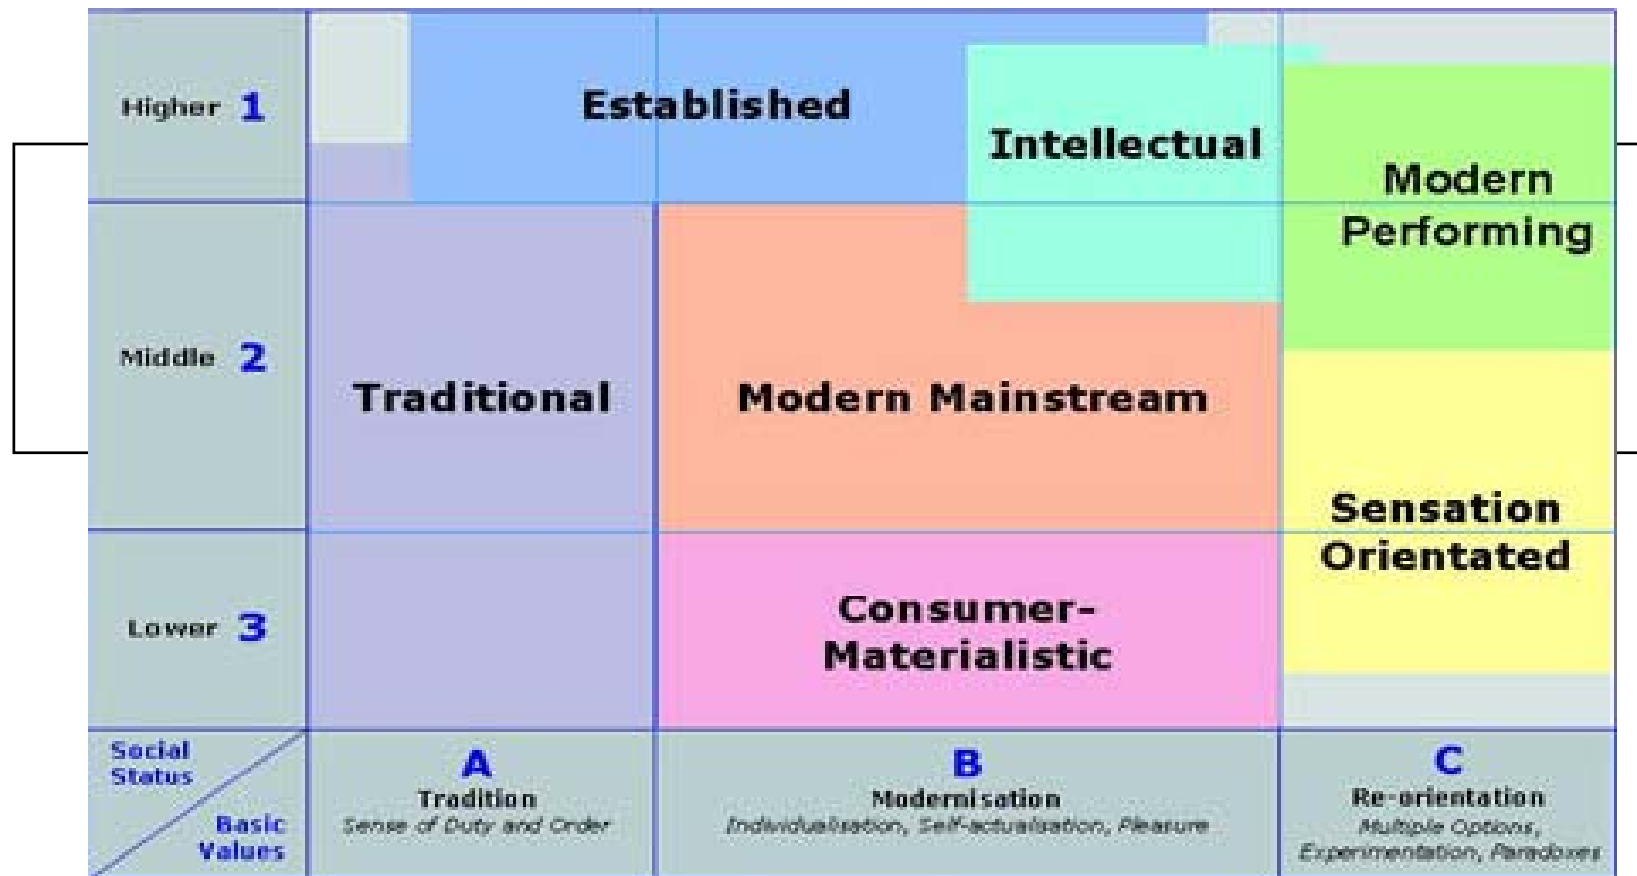 Higher 1
Established
Intellectual
Modern
Performing
Middle 2
Traditional
Modern Mainstream
Sensation
Orientated
Lower 3
Consumer-
Materialistic
Social
Status
Basic
Values
A
Tradition
Sense of Duty and Order
B
Modernisation
Individualisation, Self-actualisation, Pleasure
C
Re-orientation
Multiple Options,
Experimentation, Paradoxes